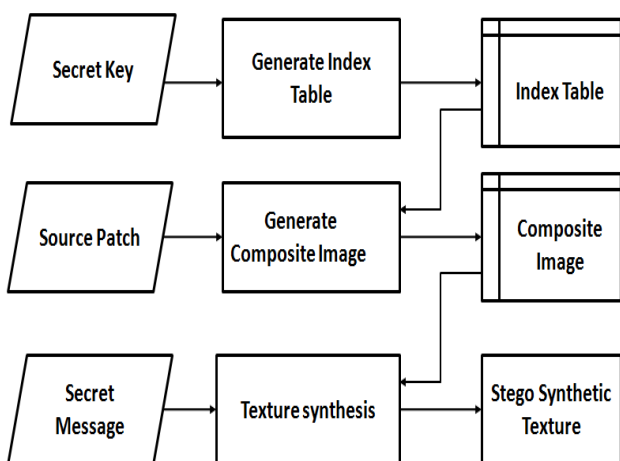 Secret Key
Generate Index
Table
Index Table
Source Patch
Generate
Composite Image
Composite
Image
Secret
Message
Texture synthesis
Stego Synthetic
Texture